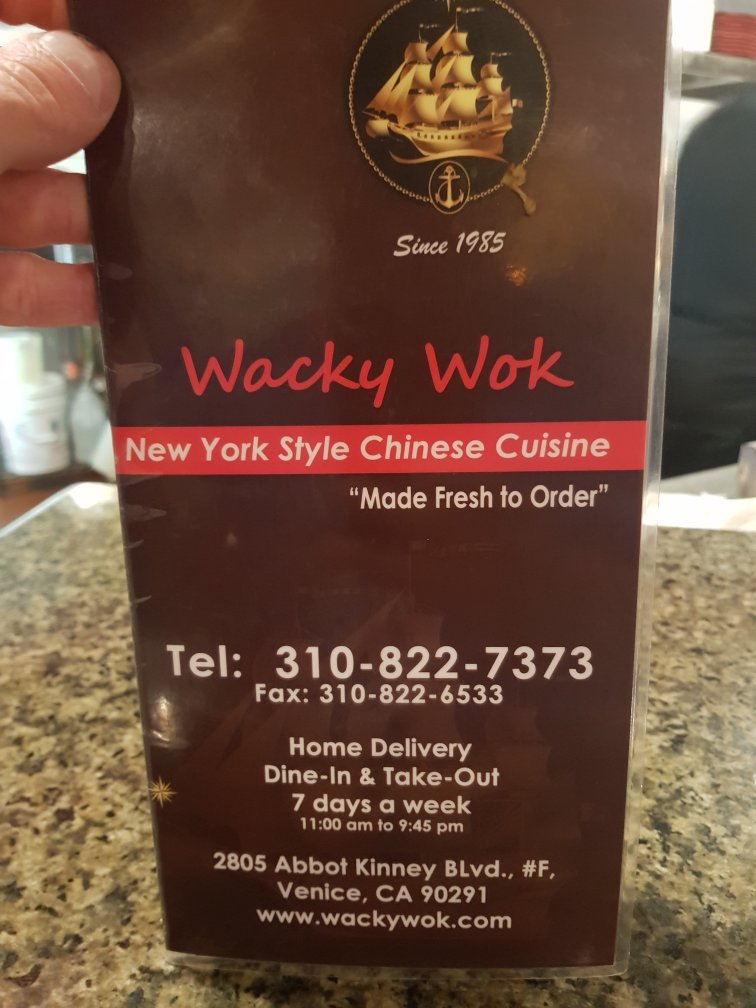 Since 1985
Wacky Wok
New York Style Chinese Cuisine
“Made Fresh to Order”
Tel: 310-822-7373
Fax: 310-822-6533
Home Delivery
Dine-In & Take-Out
7 days a week
11:00 am to 9:45 pm
2805 Abbot Kinney BLvd., #F,
Venice, CA 90291
www.wackywok.com